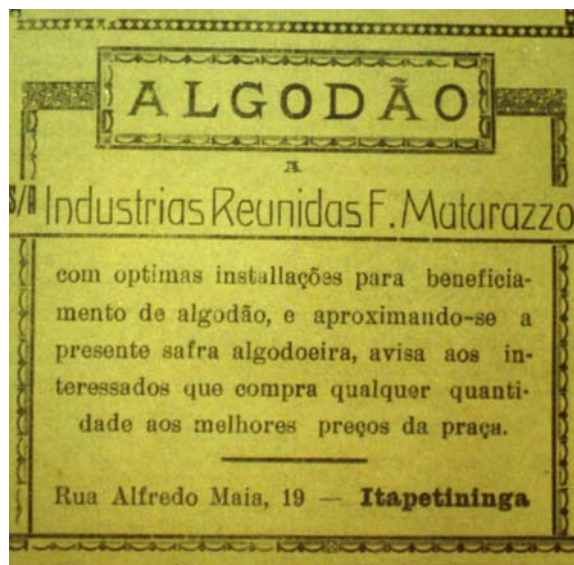 ALGODÃO
A
S/A Industrias Reunidas F. Matarazzo
com optimas installações para beneficia-
mento de algodão, e aproximando-se a
presente safra algodoeira, avisa aos in-
teressados que compra qualquer quanti-
dade aos melhores preços da praça.
Rua Alfredo Maia, 19 — Itapetininga